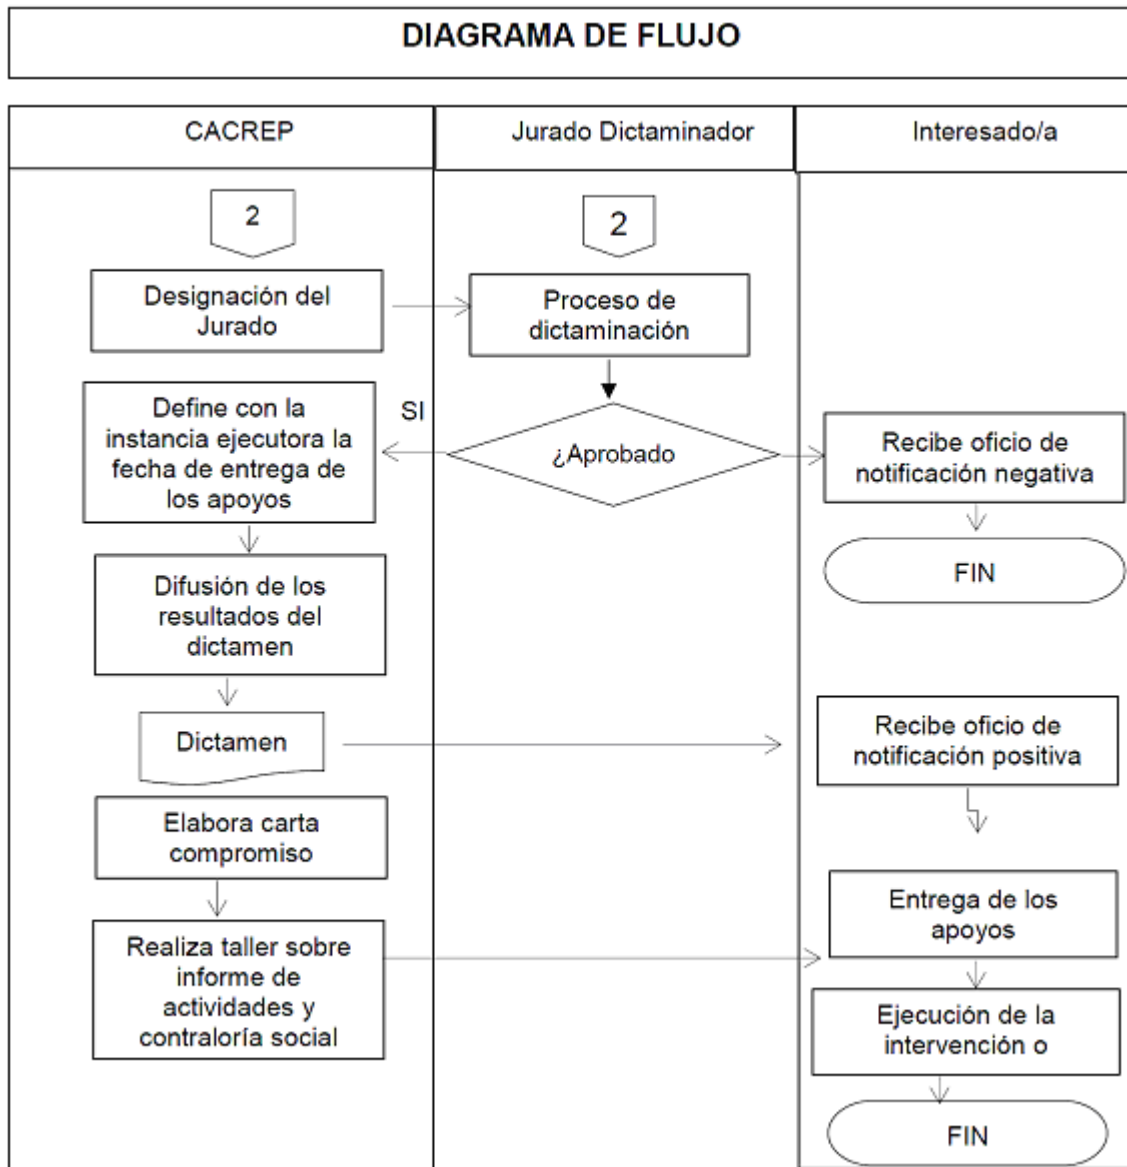 DIAGRAMA DE FLUJO
CACREP
Jurado Dictaminador
Interesado/a
2
2
Designación del
Jurado
Proceso de
dictaminación
Define con la
instancia ejecutora la
fecha de entrega de
los apoyos
SI
¿Aprobado
Recibe oficio de
notificación negativa
FIN
Difusión de los
resultados del
dictamen
Dictamen
Recibe oficio de
notificación positiva
Elabora carta
compromiso
Entrega de los
apoyos
Realiza taller sobre
informe de
actividades y
contraloría social
Ejecución de la
intervención o
FIN